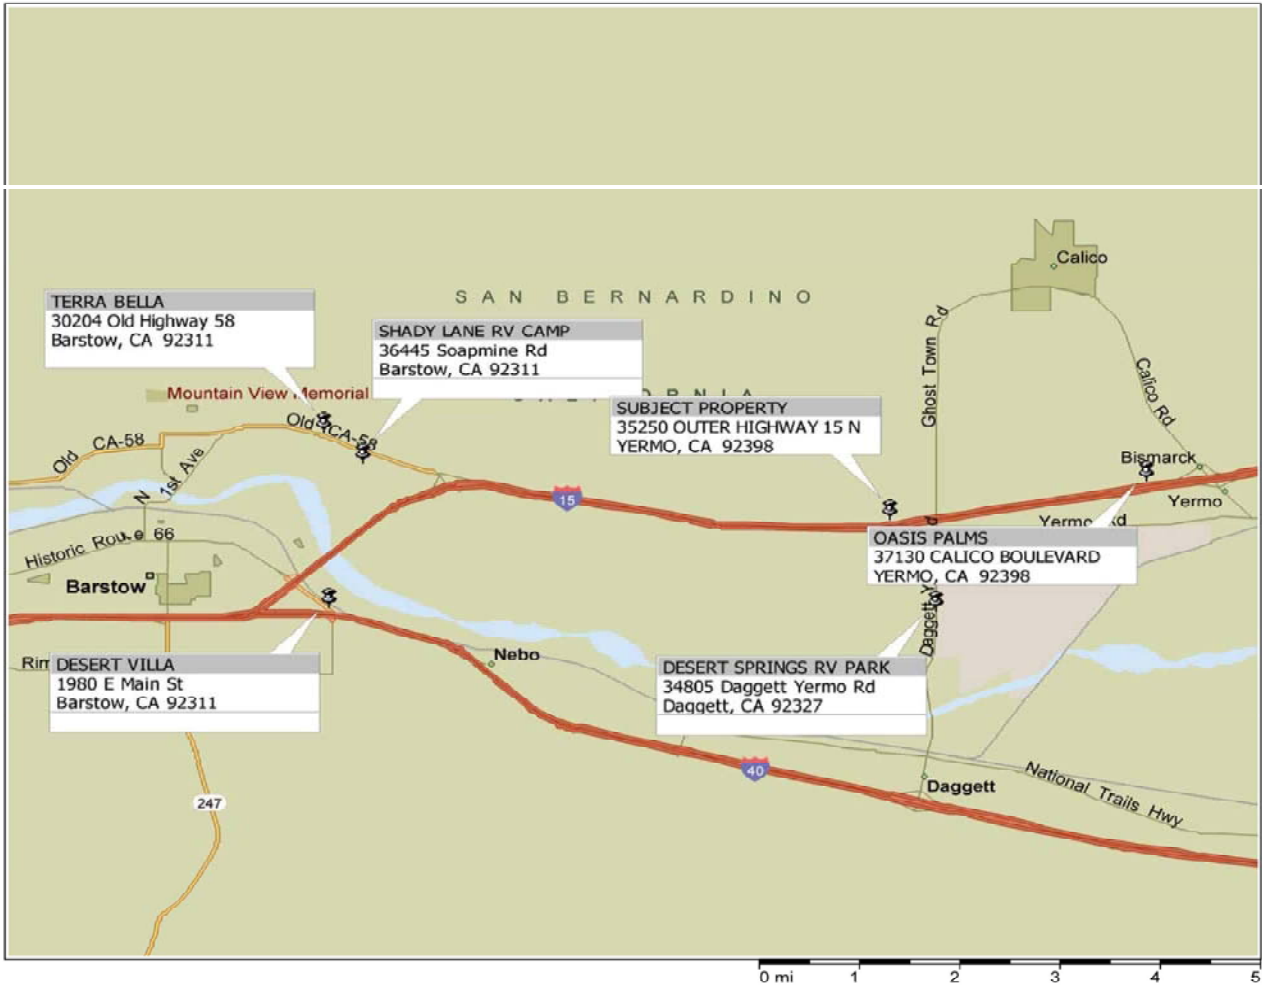 SAN BERNARDINO
Calico
TERRA BELLA
30204 Old Highway 58
Barstow, CA 92311
SHADY LANE RV CAMP
36445 Soapmine Rd
Barstow, CA 92311
Ghost Town Rd
Calico Rd
Mountain View Memorial
SUBJECT PROPERTY
35250 OUTER HIGHWAY 15 N
YERMO, CA 92398
Old CA-58
Old CA-58
N 1st Ave
Bismarck
Yermo
15
Yermo Rd
Historic Route 66
OASIS PALMS
37130 CALICO BOULEVARD
YERMO, CA 92398
Barstow
Daggett
Nebo
DESERT VILLA
1980 E Main St
Barstow, CA 92311
DESERT SPRINGS RV PARK
34805 Daggett Yermo Rd
Daggett, CA 92327
40
Daggett
National Trails Hwy
247
0 mi 1 2 3 4 5